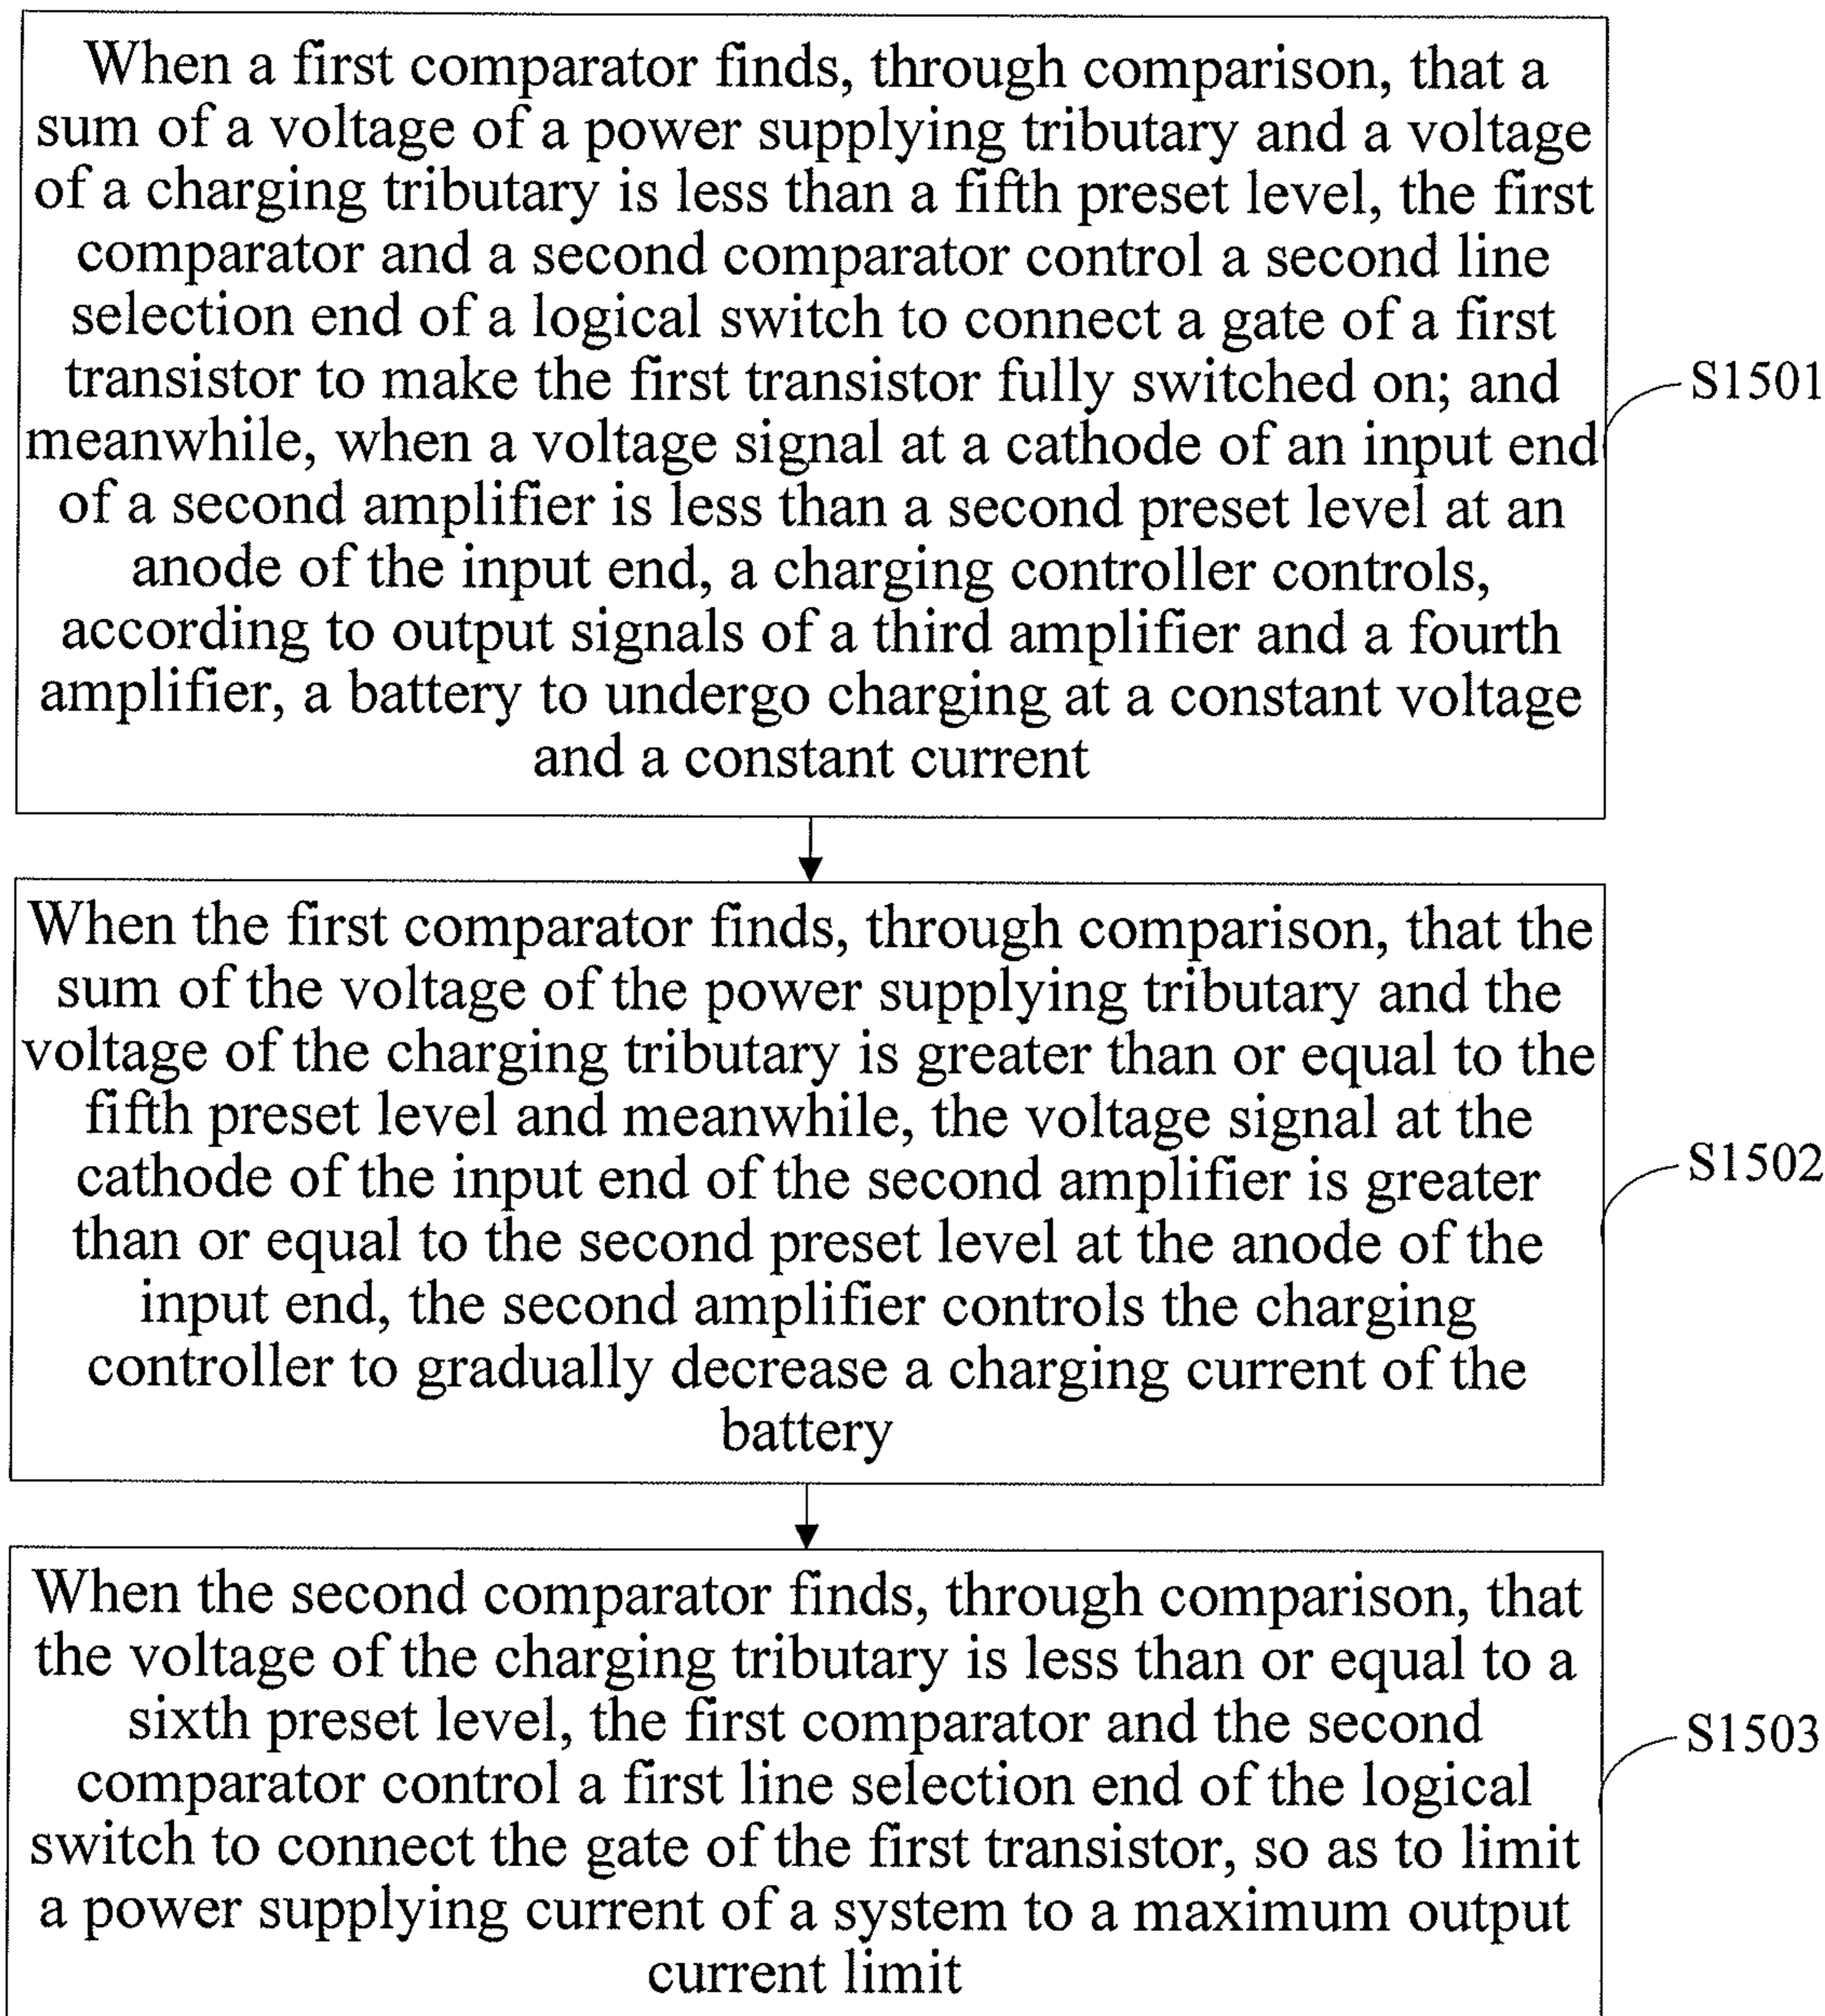 When a first comparator finds, through comparison, that a
sum of a voltage of a power supplying tributary and a voltage
of a charging tributary is less than a fifth preset level, the first
comparator and a second comparator control a second line
selection end of a logical switch to connect a gate of a first
transistor to make the first transistor fully switched on; and
meanwhile, when a voltage signal at a cathode of an input end
of a second amplifier is less than a second preset level at an
anode of the input end, a charging controller controls,
according to output signals of a third amplifier and a fourth
amplifier, a battery to undergo charging at a constant voltage
and a constant current
S1501
When the first comparator finds, through comparison, that the
sum of the voltage of the power supplying tributary and the
voltage of the charging tributary is greater than or equal to the
fifth preset level and meanwhile, the voltage signal at the
cathode of the input end of the second amplifier is greater
than or equal to the second preset level at the anode of the
input end, the second amplifier controls the charging
controller to gradually decrease a charging current of the
battery
S1502
When the second comparator finds, through comparison, that
the voltage of the charging tributary is less than or equal to a
sixth preset level, the first comparator and the second
comparator control a first line selection end of the logical
switch to connect the gate of the first transistor, so as to limit
a power supplying current of a system to a maximum output
current limit
S1503